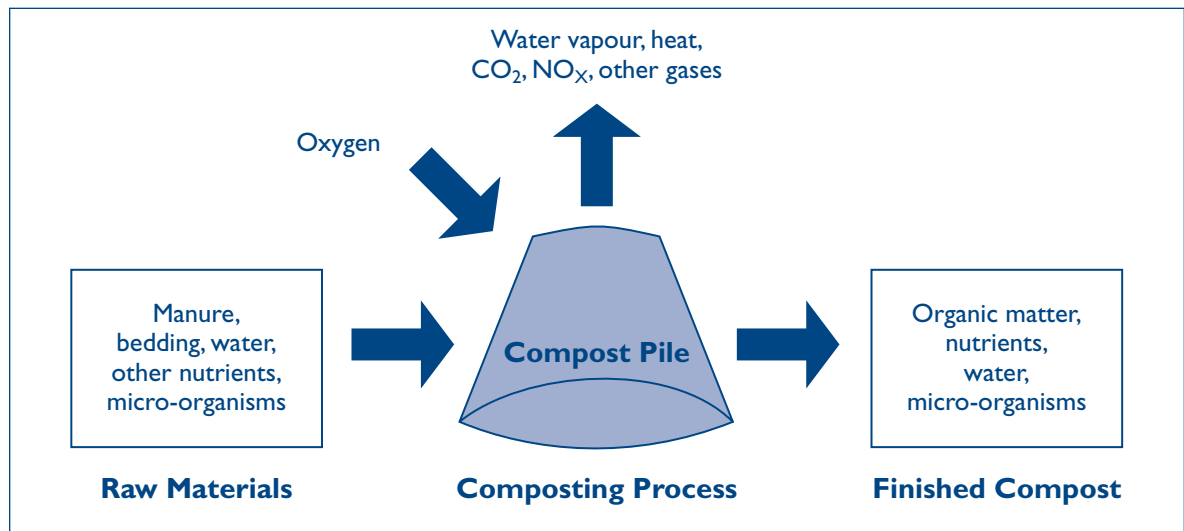 Water vapour, heat,
CO₂, NOX, other gases
Oxygen
Manure,
bedding, water,
other nutrients,
micro-organisms
Compost Pile
Organic matter,
nutrients,
water,
micro-organisms
Raw Materials
Composting Process
Finished Compost